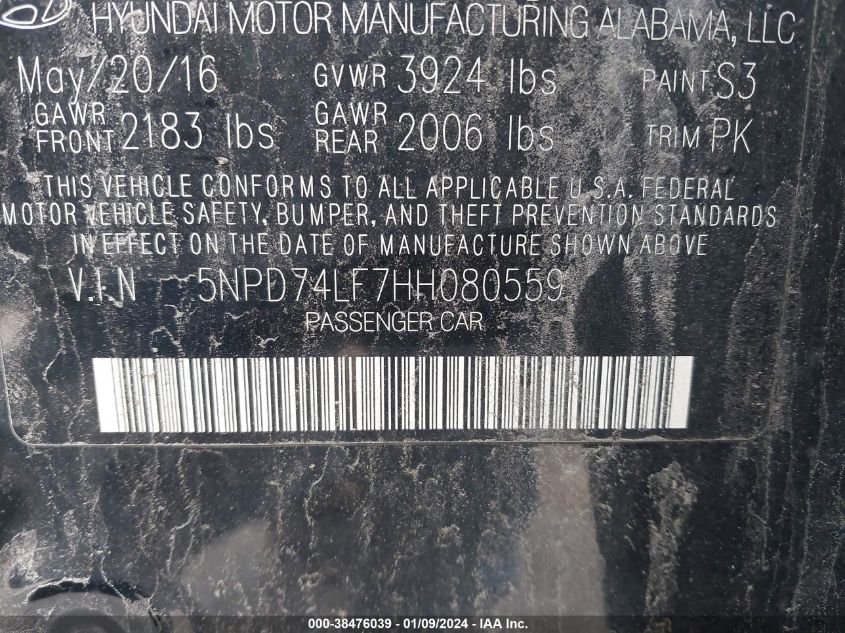 HYUNDAI MOTOR MANUFACTURING ALABAMA, LLC
May/20/16 GVWR 3924 lbs PAINT S3
GAWR FRONT 2183 lbs GAWR REAR 2006 lbs TRIM PK
THIS VEHICLE CONFORMS TO ALL APPLICABLE U.S.A. FEDERAL
MOTOR VEHICLE SAFETY, BUMPER, AND THEFT PREVENTION STANDARDS
IN EFFECT ON THE DATE OF MANUFACTURE SHOWN ABOVE
V.I.N 5NPD74LF7HH080559
PASSENGER CAR
000-38476039 - 01/09/2024 - IAA Inc.